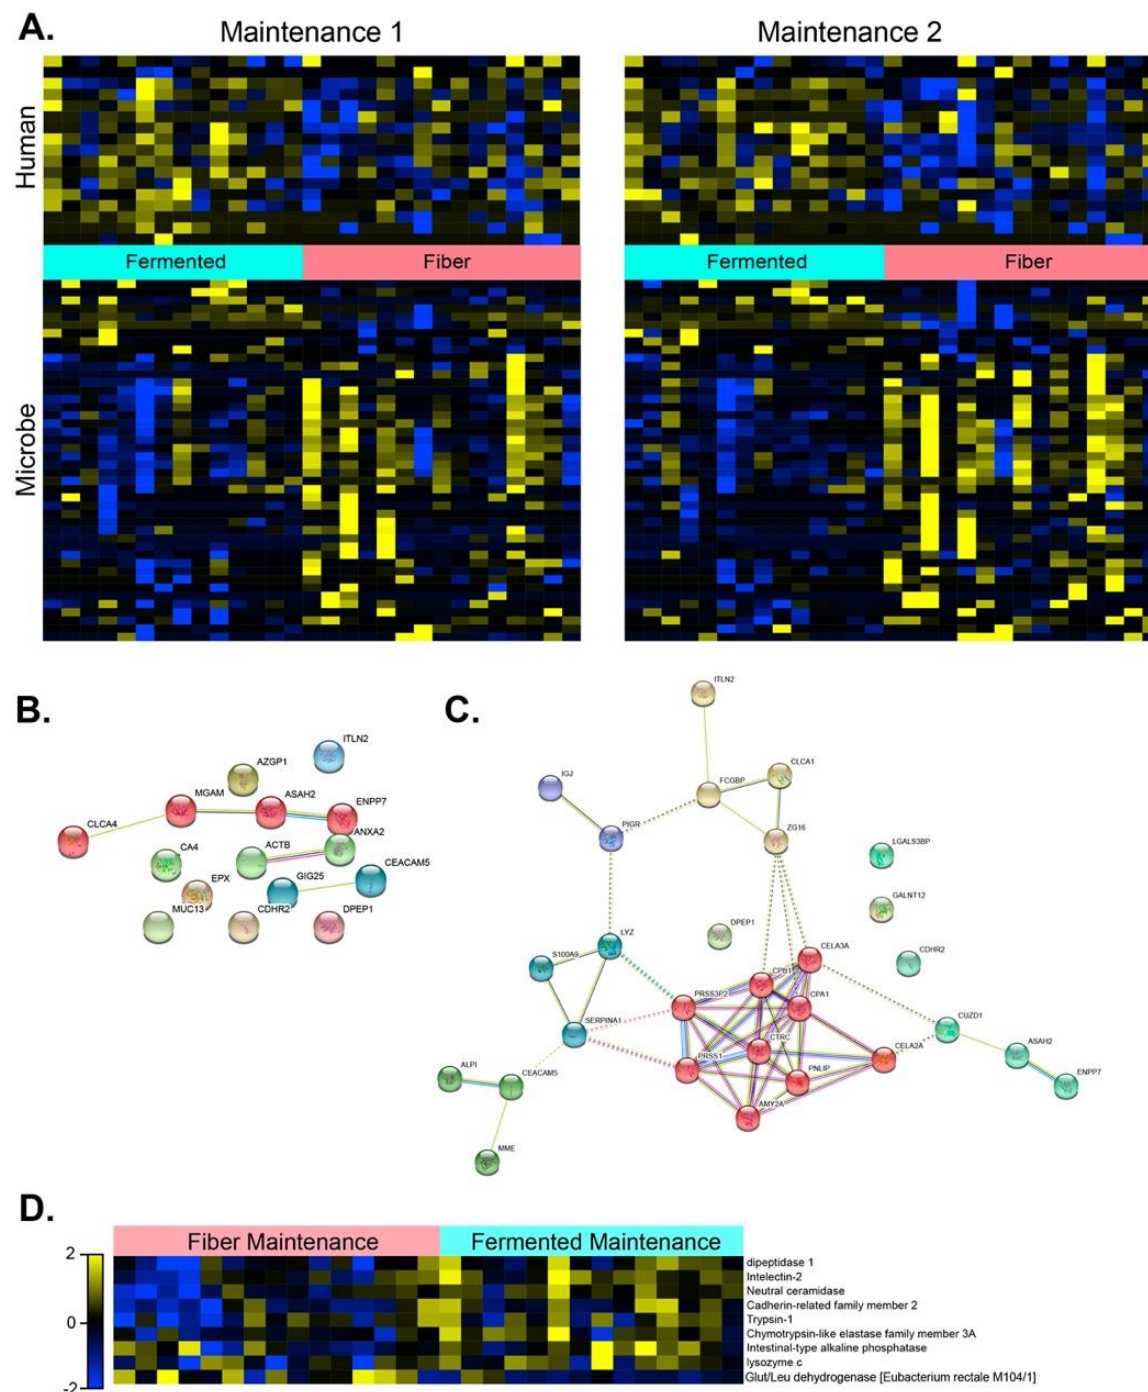 A.
Maintenance 1
Maintenance 2
Human
Fermented
Fiber
Fermented
Fiber
Microbe
B.
ITLN2
AZGP1
MGAM
ASAH2
ENPP7
CLCA4
ANXA2
CA4
ACTB
CEACAM5
EPX
GIG25
MUC13
CDHR2
DPEP1
C.
ITLN2
IGJ
FCGBP
CLCA1
PIGR
ZG16
LGALS3BP
GALNT12
DPEP1
LYZ
CDHR2
S100A9
CELA3A
CPB1
PRSS3P2
CPA1
SERPINA1
CUZD1
CTRC
CELA2A
ASAH2
PRSS1
PNLIP
ENPP7
ALPI
CEACAM5
AMY2A
MME
D.
Fiber Maintenance
Fermented Maintenance
2
0
-2
dipeptidase 1
Intelectin-2
Neutral ceramidase
Cadherin-related family member 2
Trypsin-1
Chymotrypsin-like elastase family member 3A
Intestinal-type alkaline phosphatase
lysozyme c
Glut/Leu dehydrogenase [Eubacterium rectale M104/1]